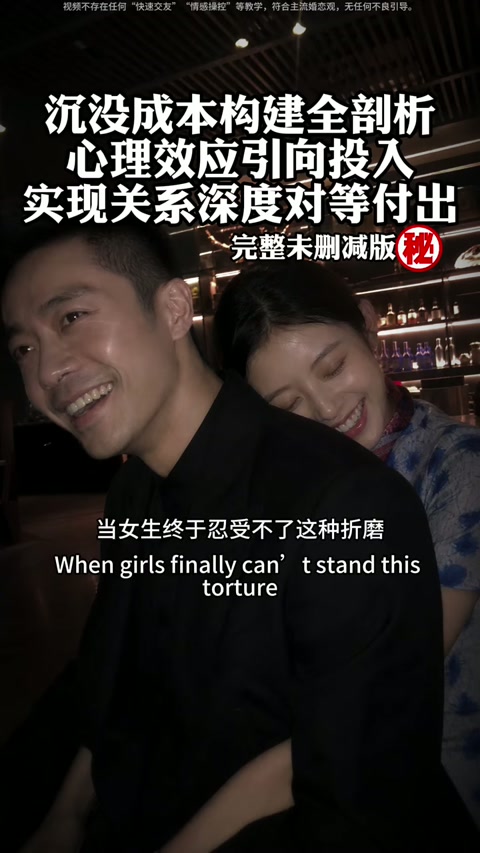 视频不存在任何“快速交友”“情感操控”等教学，符合主流婚恋观，无任何不良引导。
沉没成本构建全剖析
心理效应引向投入
实现关系深度对等付出
完整未删减版 秘
当女生终于忍受不了这种折磨
When girls finally can’t stand this
torture